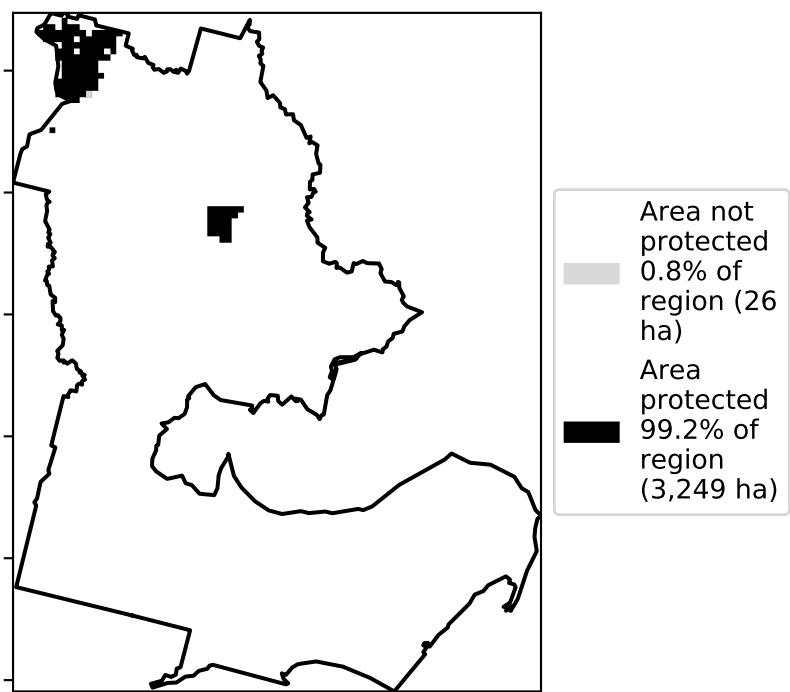 Area not
protected
0.8% of
region (26
ha)
Area
protected
99.2% of
region
(3,249 ha)